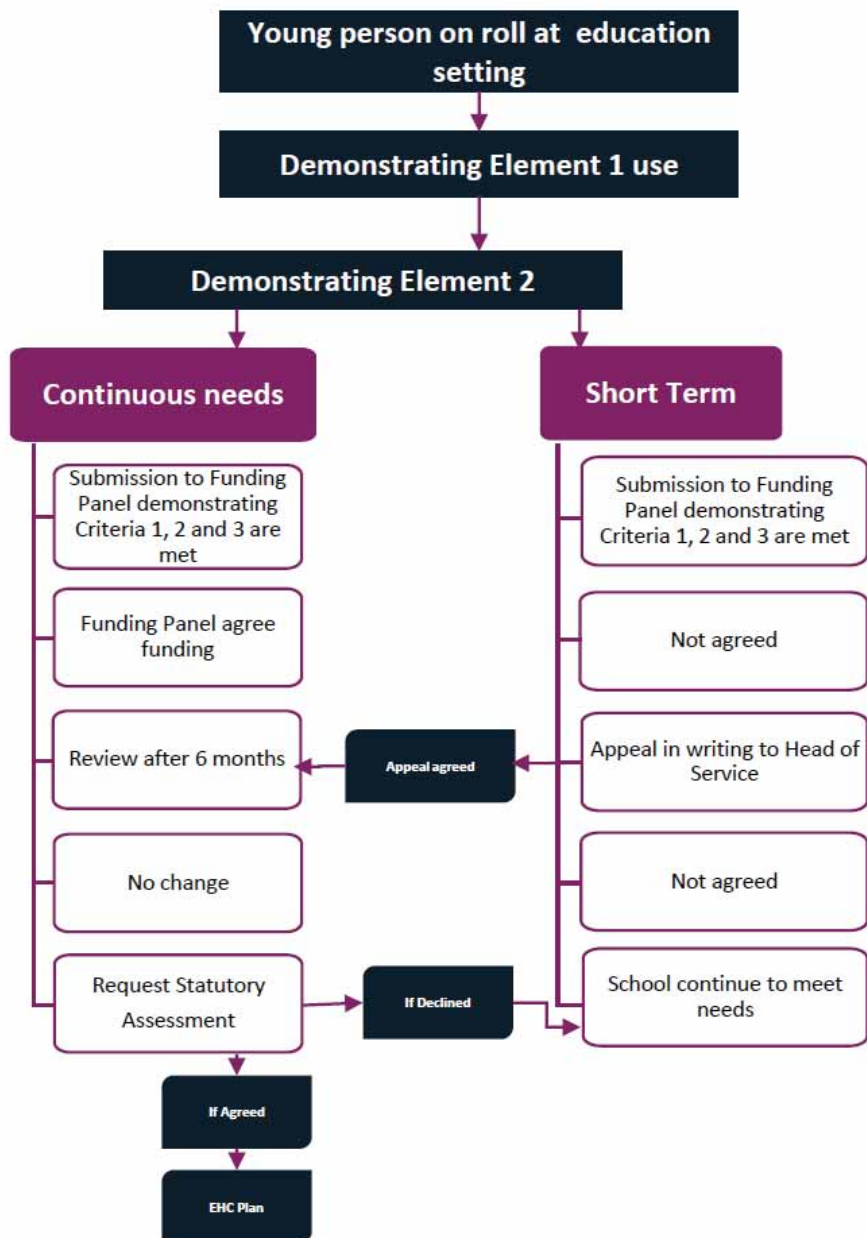 Young person on roll at education
setting
Demonstrating Element 1 use
Demonstrating Element 2
Continuous needs
Submission to Funding
Panel demonstrating
Criteria 1, 2 and 3 are
met
Funding Panel agree
funding
Review after 6 months
No change
Request Statutory
Assessment
If Agreed
EHC Plan
Appeal agreed
If Declined
Short Term
Submission to Funding
Panel demonstrating
Criteria 1, 2 and 3 are met
Not agreed
Appeal in writing to Head of
Service
Not agreed
School continue to meet
needs